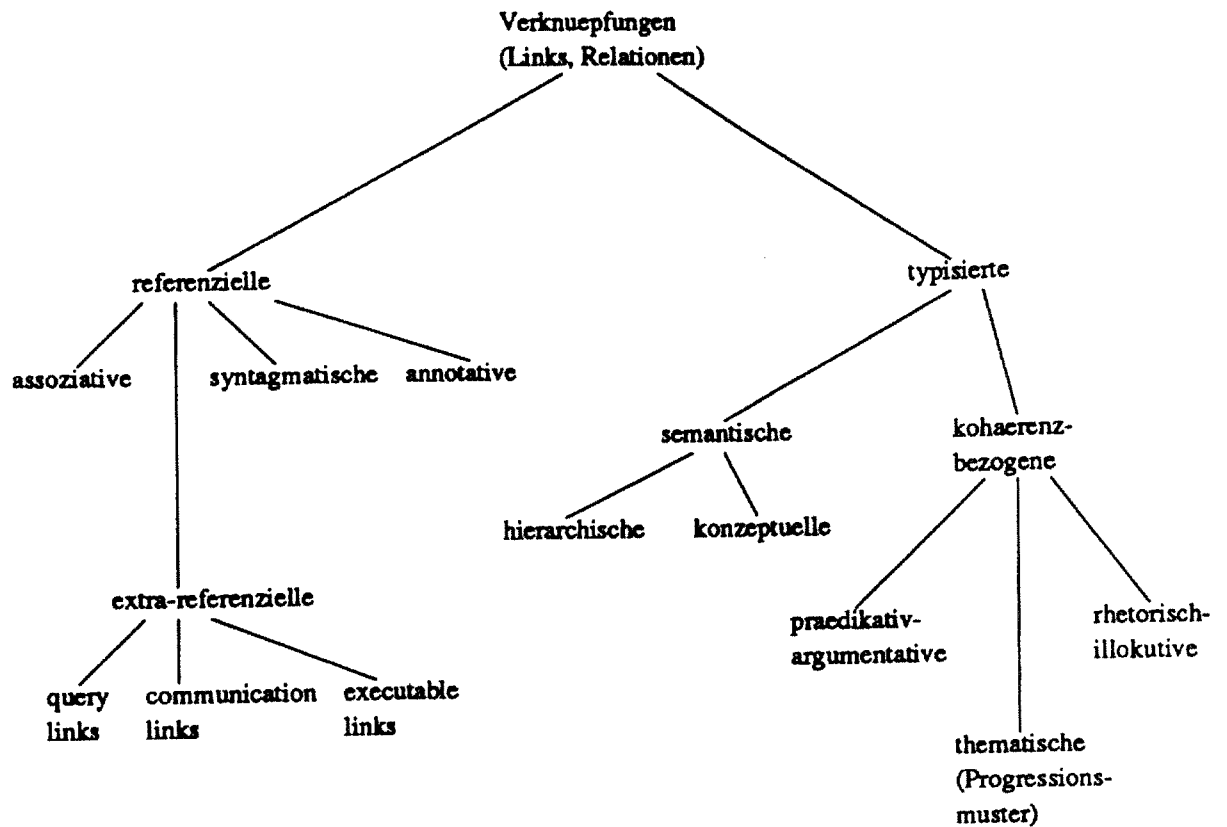 Verknuepfungen
(Links, Relationen)
referenzielle
typisierte
assoziative
syntagmatische
annotative
semantische
kohaerenz-
bezogene
hierarchische
konzeptuelle
extra-referenzielle
praedikativ-
argumentative
rhetorisch-
illokutive
query
links
communication
links
executable
links
thematische
(Progressions-
muster)